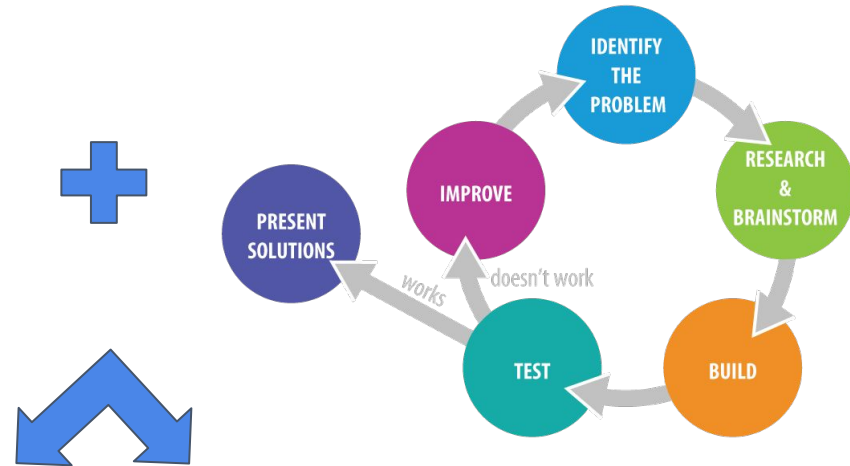 IDENTIFY
THE
PROBLEM
RESEARCH
&
BRAINSTORM
BUILD
TEST
works
doesn't work
IMPROVE
PRESENT
SOLUTIONS